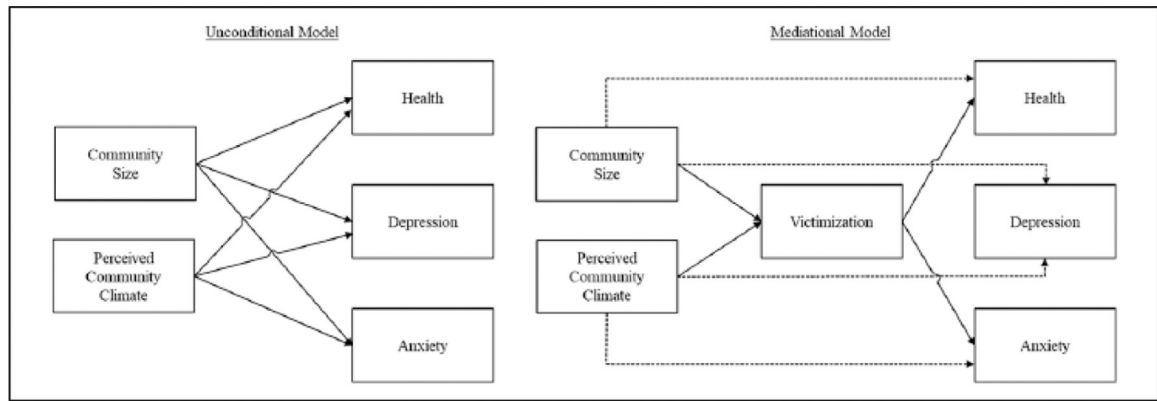 Unconditional Model
Health
Community
Size
Depression
Perceived
Community
Climate
Anxiety
Mediational Model
Health
Community
Size
Victimization
Depression
Perceived
Community
Climate
Anxiety